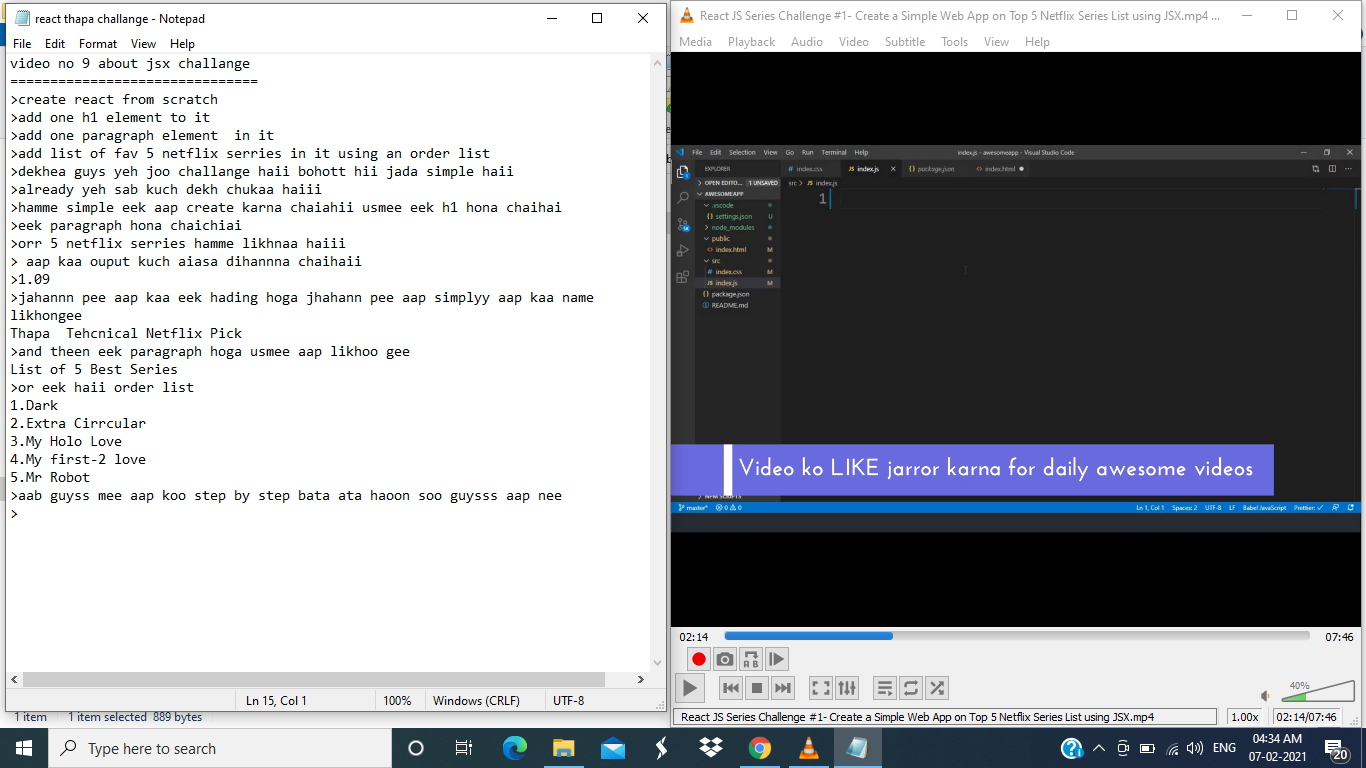 react thapa challange - Notepad
File Edit Format View Help
video no 9 about jsx challange
===============================
>create react from scratch
>add one h1 element to it
>add one paragraph element  in it
>add list of fav 5 netflix serries in it using an order list
>dekhea guys yeh joo challange haii bohott hii jada simple haii
>already yeh sab kuch dekh chukaa haiii
>hamme simple eek aap create karna chaiahii usmee eek h1 hona chaihai
>eek paragraph hona chaichiai
>orr 5 netflix serries hamme likhnaa haiii
> aap kaa ouput kuch aiasa dihannna chaihaii
>1.09
>jahannn pee aap kaa eek hading hoga jhahann pee aap simplyy aap kaa name
likhongee
Thapa  Tehcnical Netflix Pick
>and theen eek paragraph hoga usmee aap likhoo gee
List of 5 Best Series
>or eek haii order list
1.Dark
2.Extra Cirrcular
3.My Holo Love
4.My first-2 love
5.Mr Robot
>aab guyss mee aap koo step by step bata ata haoon soo guysss aap nee
>
Ln 15, Col 1 100% Windows (CRLF) UTF-8
1 item 1 item selected 889 bytes
React JS Series Challenge #1- Create a Simple Web App on Top 5 Netflix Series List using JSX.mp4 ...
Media Playback Audio Video Subtitle Tools View Help
File Edit Selection View Go Run Terminal Help index.js - awesomeapp - Visual Studio Code
EXPLORER index.css index.js package.json index.html
OPEN EDITO... 1 UNSAVED src > index.js
AWESOMEAPP 1
.vscode
settings.json U
node_modules
public
index.html M
src
index.css M
index.js M
package.json
README.md
Video ko LIKE jarror karna for daily awesome videos
NPM SCRIPTS
master* 0 0 Ln 1, Col 1 Spaces: 2 UTF-8 LF Babel JavaScript Prettier: ✓
02:14 07:46
40%
React JS Series Challenge #1- Create a Simple Web App on Top 5 Netflix Series List using JSX.mp4 1.00x 02:14/07:46
Type here to search
ENG
04:34 AM
07-02-2021
20